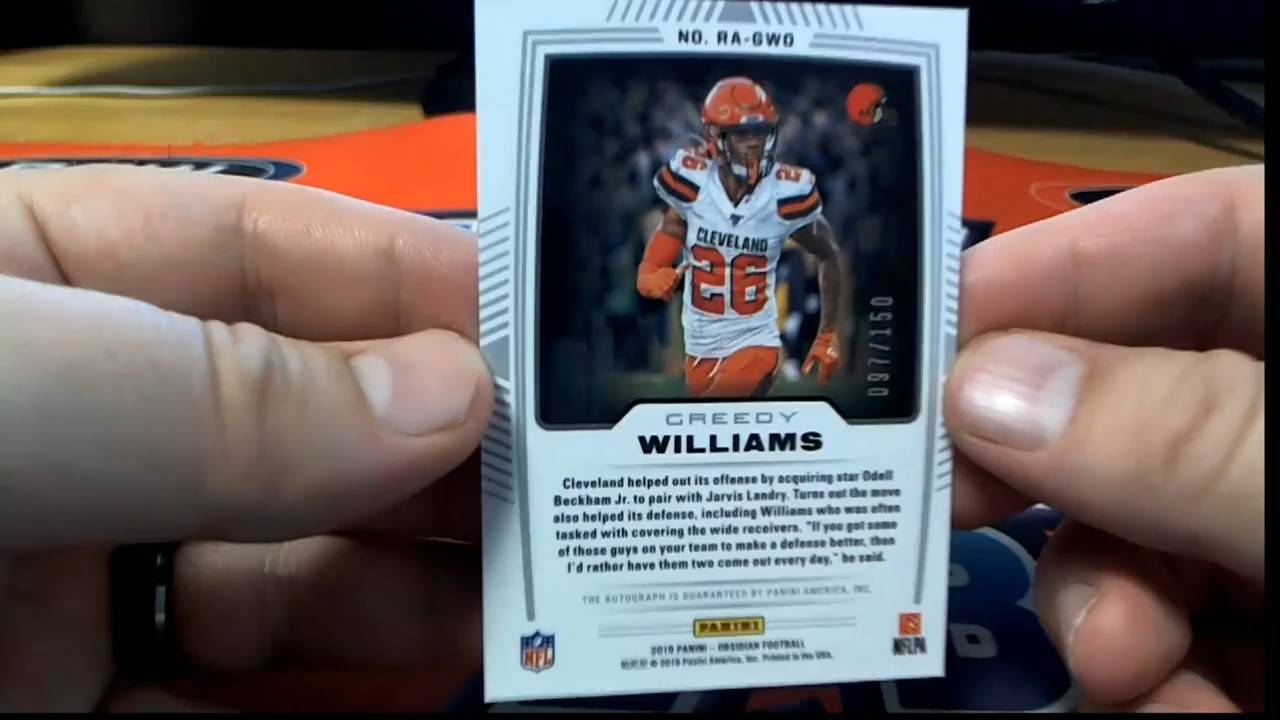 NO. RA-GWO
26
26
CLEVELAND
26
097/150
GREEDY
WILLIAMS
Cleveland helped out its offense by acquiring star Odell
Beckham Jr. to pair with Jarvis Landry. Turns out the move
also helped its defense, including Williams who was often
tasked with covering the wide receivers. "If you got some
of those guys on your team to make a defense better, then
I'd rather have them two come out every day," he said.
THE AUTOGRAPH IS GUARANTEED BY PANINI AMERICA, INC.
PANINI
2019 PANINI - OBSIDIAN FOOTBALL
© 2019 Panini America, Inc. Printed in the USA.
NFL
NFLPA